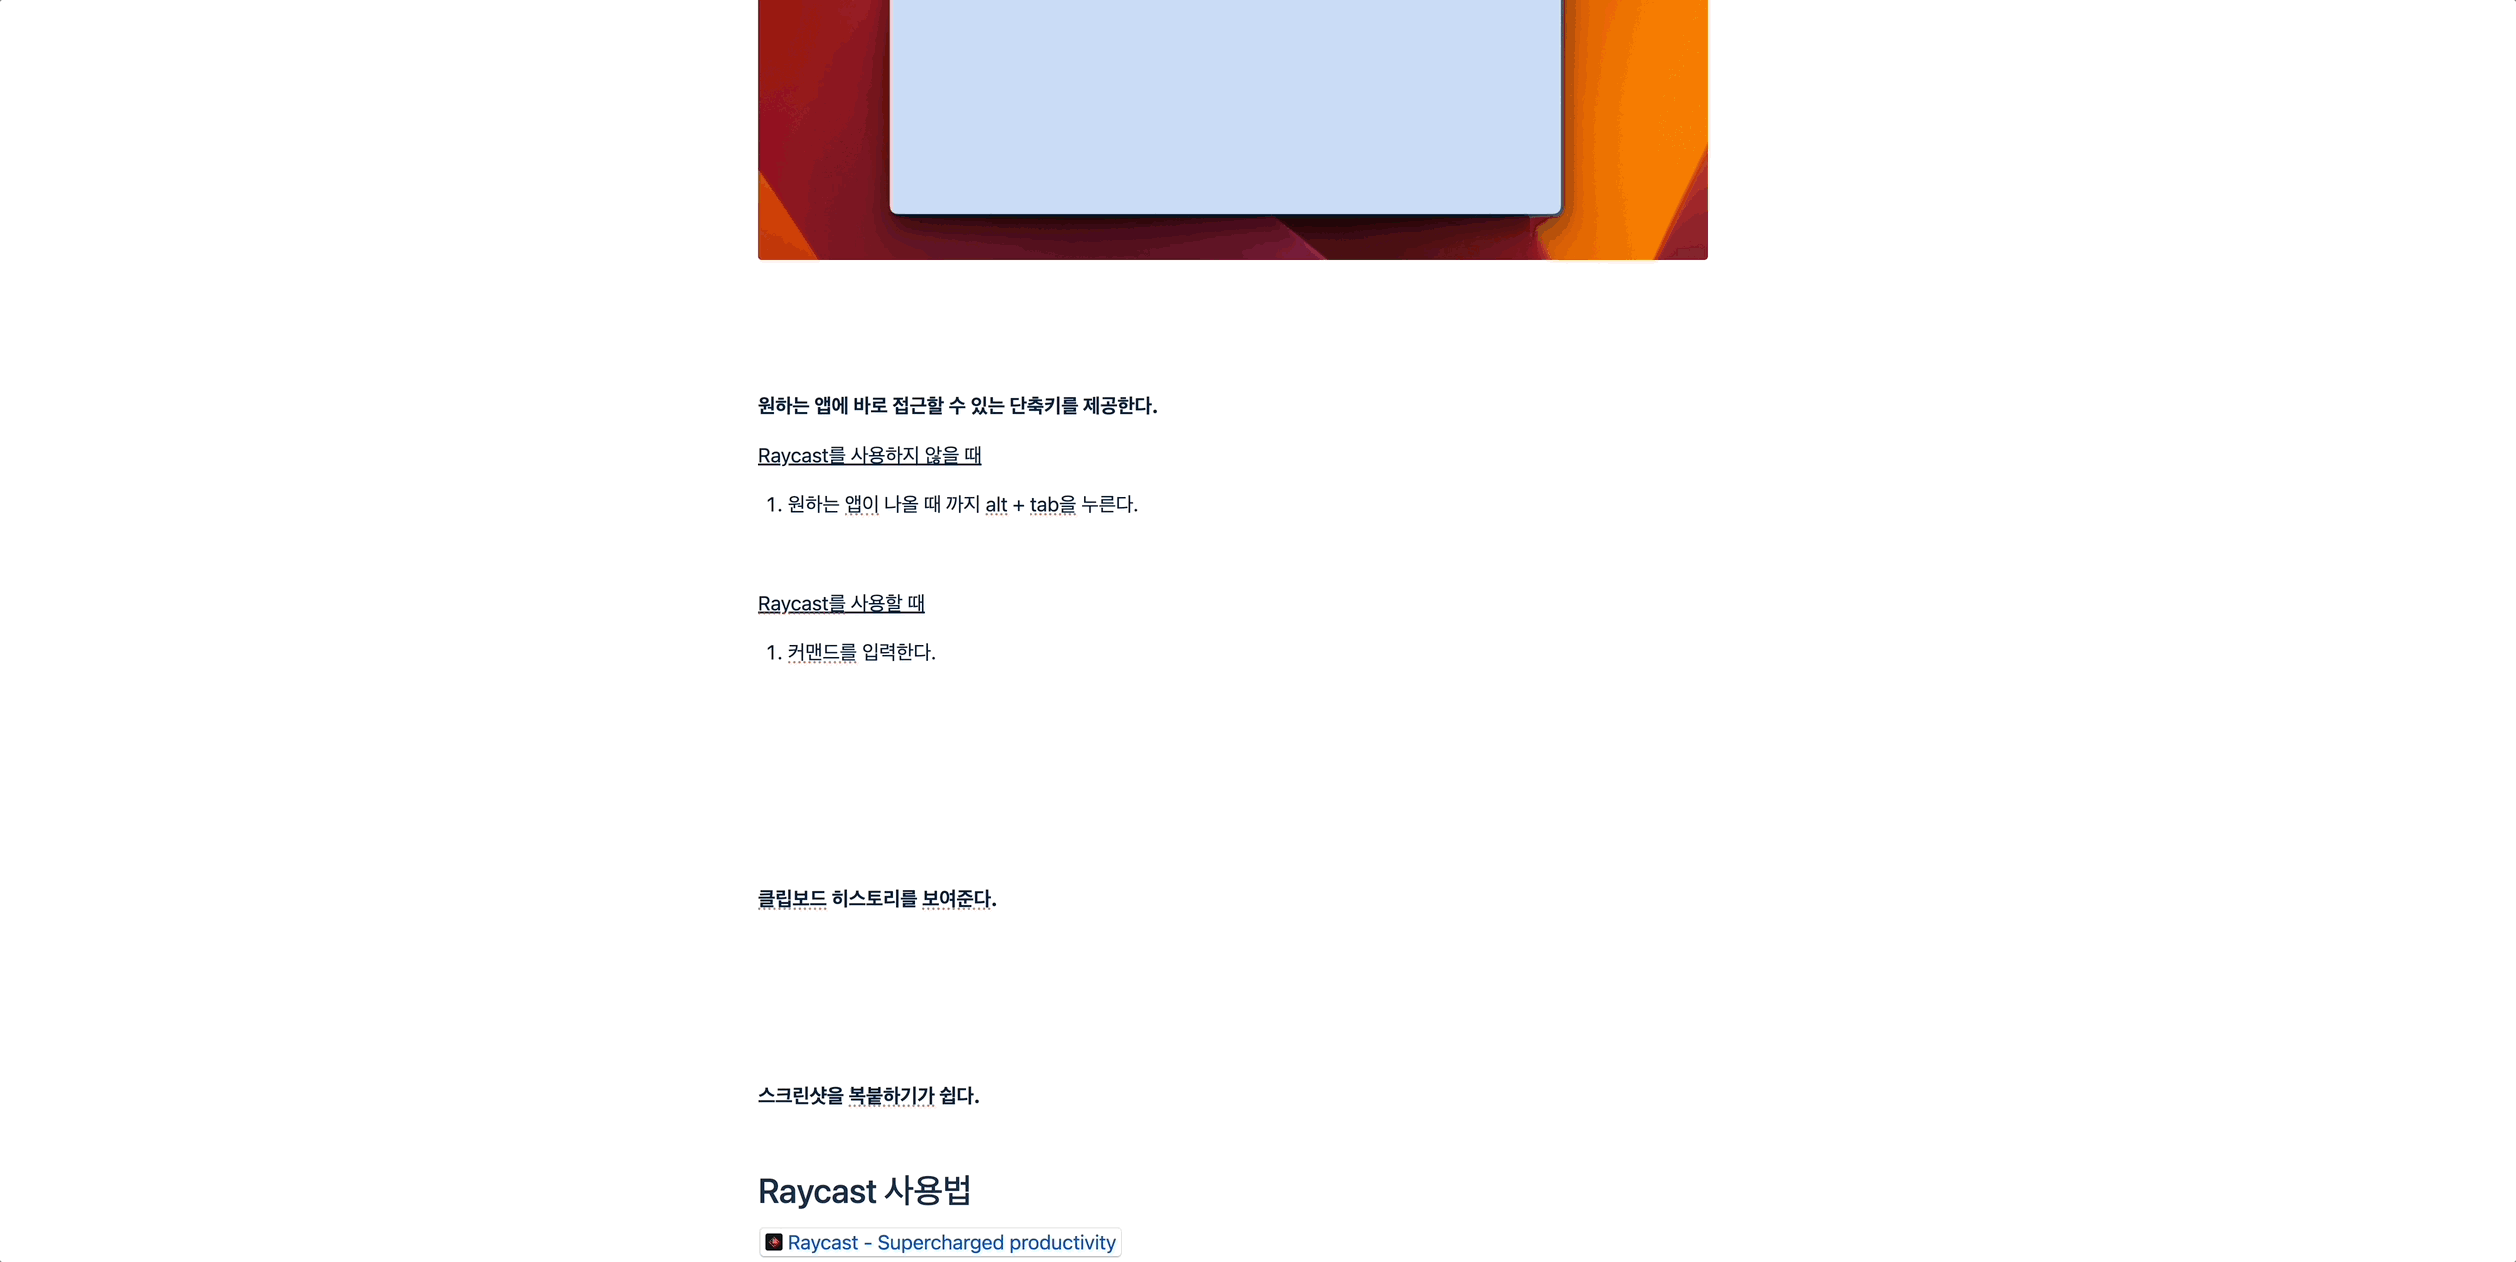 원하는 앱에 바로 접근할 수 있는 단축키를 제공한다.
Raycast를 사용하지 않을 때
1. 원하는 앱이 나올 때 까지 alt + tab을 누른다.
Raycast를 사용할 때
1. 커맨드를 입력한다.
클립보드 히스토리를 보여준다.
스크린샷을 복붙하기가 쉽다.
Raycast 사용법
Raycast - Supercharged productivity